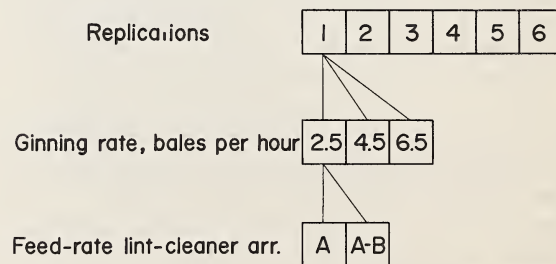 Replications 1 2 3 4 5 6
Ginning rate, bales per hour 2.5 4.5 6.5
Feed-rate lint-cleaner arr. A A-B